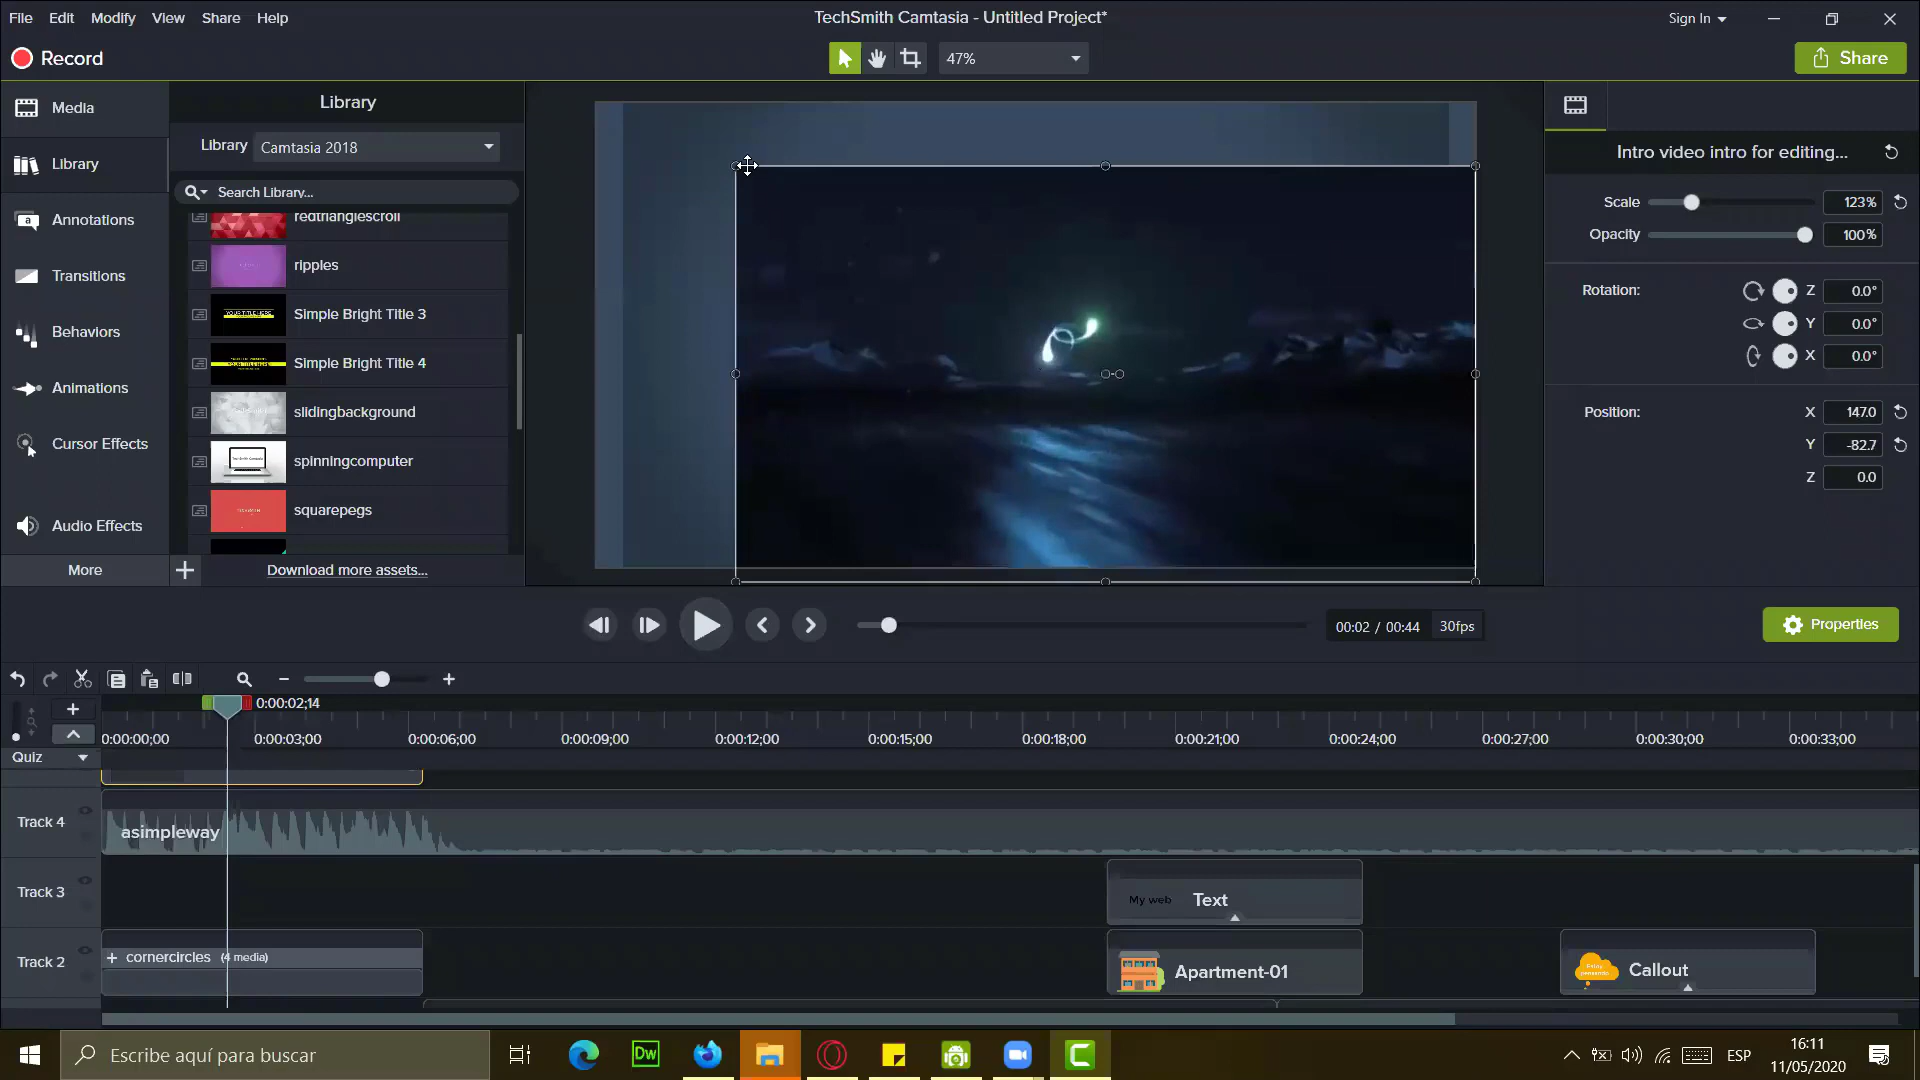 File Edit Modify View Share Help
TechSmith Camtasia - Untitled Project*
Sign In
Record
47%
Share
Media
Library
Annotations
Transitions
Behaviors
Animations
Cursor Effects
Audio Effects
More
Library
Library Camtasia 2018
Search Library...
redtrianglescroll
ripples
Simple Bright Title 3
Simple Bright Title 4
slidingbackground
spinningcomputer
squarepegs
Download more assets...
Intro video intro for editing...
Scale 123%
Opacity 100%
Rotation: Z 0.0°
Y 0.0°
X 0.0°
Position: X 147.0
Y -82.7
Z 0.0
00:02 / 00:44 30fps
Properties
0:00:02;14
0:00:00;00 0:00:03;00 0:00:06;00 0:00:09;00 0:00:12;00 0:00:15;00 0:00:18;00 0:00:21;00 0:00:24;00 0:00:27;00 0:00:30;00 0:00:33;00
Quiz
Track 4
asimpleway
Track 3
My web Text
Track 2
+ cornercircles (4 media)
Apartment-01
Callout
Escribe aquí para buscar
Dw
ESP
16:11
11/05/2020